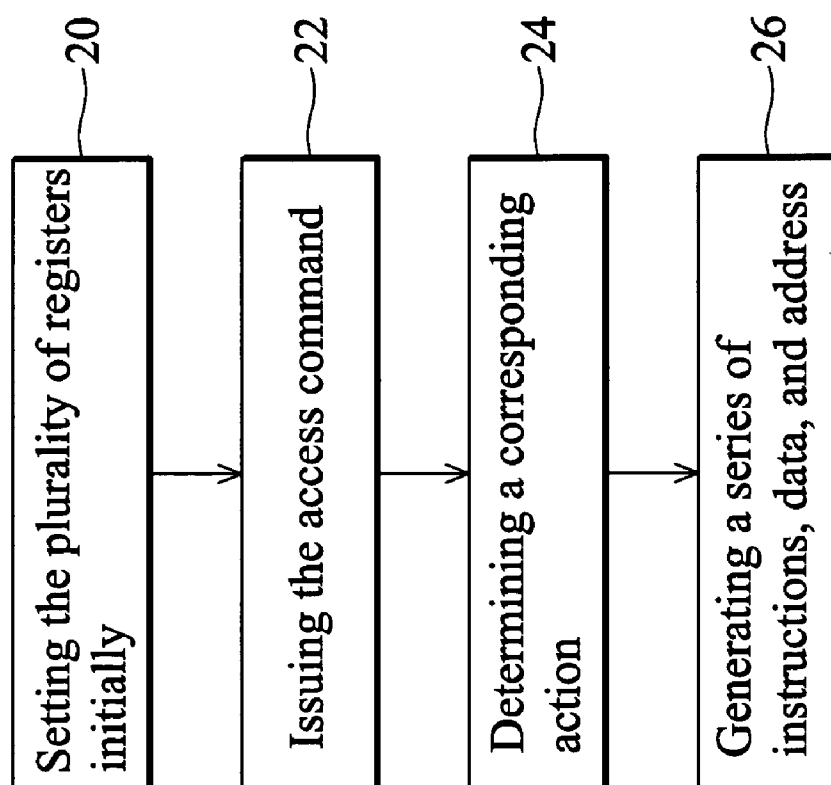 Setting the plurality of registers
initially
20
Issuing the access command
22
Determining a corresponding
action
24
Generating a series of
instructions, data, and address
26